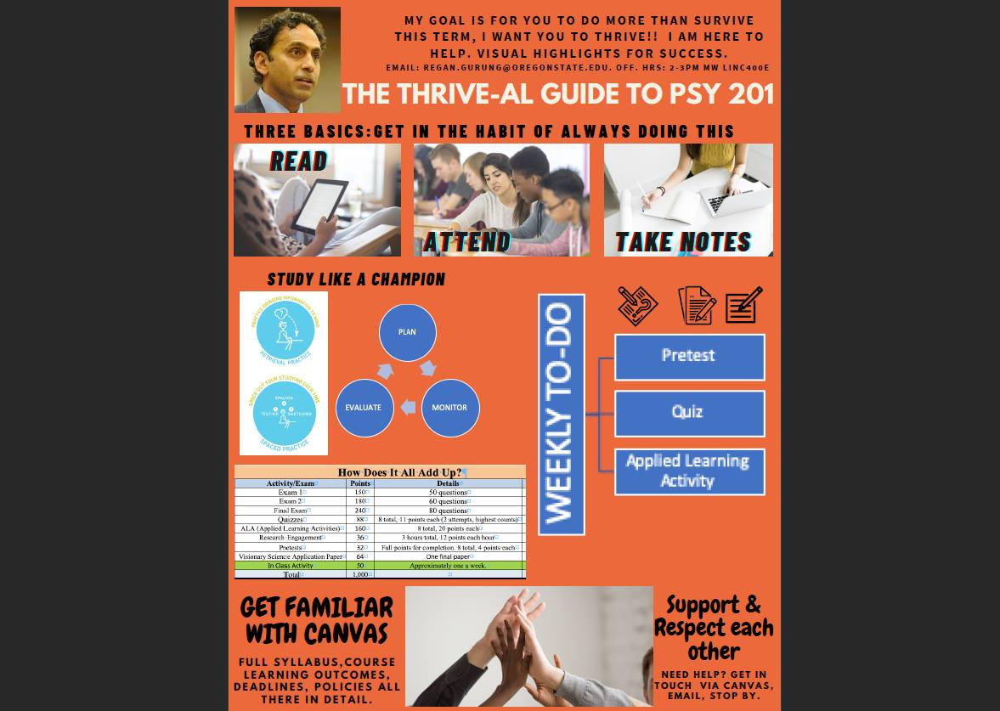 MY GOAL IS FOR YOU TO DO MORE THAN SURVIVE
THIS TERM, I WANT YOU TO THRIVE!! I AM HERE TO
HELP. VISUAL HIGHLIGHTS FOR SUCCESS.
EMAIL: REGAN.GURUNG@OREGONSTATE.EDU. OFF. HRS: 2-3PM MW LINC400E
THE THRIVE-AL GUIDE TO PSY 201
THREE BASICS:GET IN THE HABIT OF ALWAYS DOING THIS
READ
ATTEND
TAKE NOTES
STUDY LIKE A CHAMPION
PRACTICE BRINGING INFORMATION TO MIND
RETRIEVAL PRACTICE
SPACE OUT YOUR STUDYING OVER TIME
SPACING
TESTING
SKETCHING
SPACED PRACTICE
PLAN
EVALUATE
MONITOR
WEEKLY TO-DO
Pretest
Quiz
Applied Learning
Activity
How Does It All Add Up?
Activity/Exam Points Details
Exam 1 150 50 questions
Exam 2 180 60 questions
Final Exam 240 80 questions
Quizzes 88 8 total, 11 points each (2 attempts, highest counts)
ALA (Applied Learning Activities) 160 8 total, 20 points each
Research Engagement 36 3 hours total, 12 points each hour
Pretests 32 Full points for completion. 8 total, 4 points each
Visionary Science Application Paper 64 One final paper
In Class Activity 50 Approximately one a week.
Total 1,000
GET FAMILIAR
WITH CANVAS
FULL SYLLABUS,COURSE
LEARNING OUTCOMES,
DEADLINES, POLICIES ALL
THERE IN DETAIL.
Support &
Respect each
other
NEED HELP? GET IN
TOUCH VIA CANVAS,
EMAIL, STOP BY.